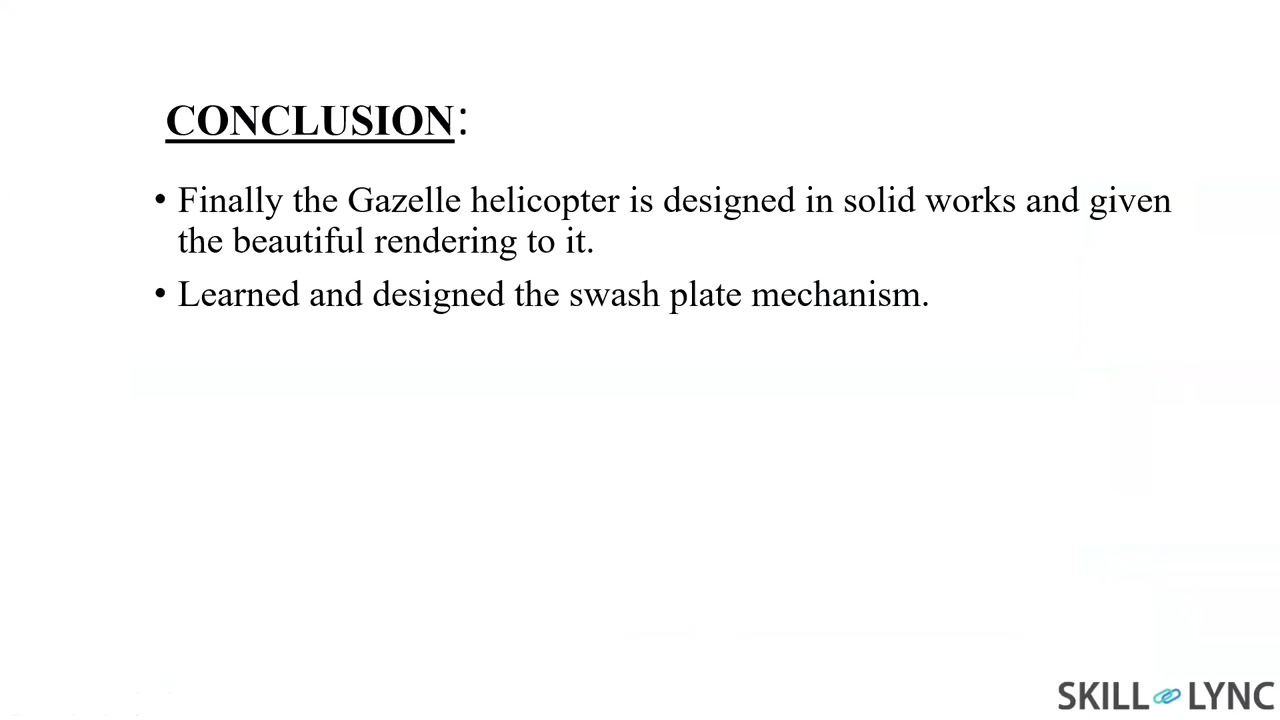 CONCLUSION:
• Finally the Gazelle helicopter is designed in solid works and given
the beautiful rendering to it.
• Learned and designed the swash plate mechanism.
SKILL LYNC